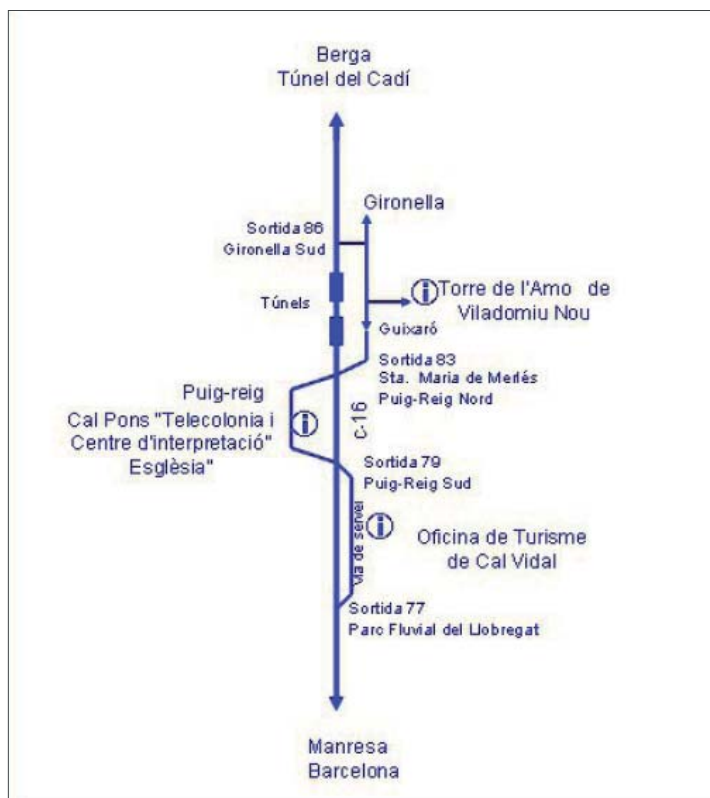 Berga
Túnel del Cadí
Gironella
Sortida 86
Gironella Sud
Túnels
i Torre de l'Amo de
Viladomiu Nou
Guixaró
Sortida 83
Sta. Maria de Merlés
Puig-Reig Nord
Puig-reig
Cal Pons "Telecolonia i
Centre d'interpretació"
Esglèsia"
i
C-16
Sortida 79
Puig-Reig Sud
Via de servei
i
Oficina de Turisme
de Cal Vidal
Sortida 77
Parc Fluvial del Llobregat
Manresa
Barcelona